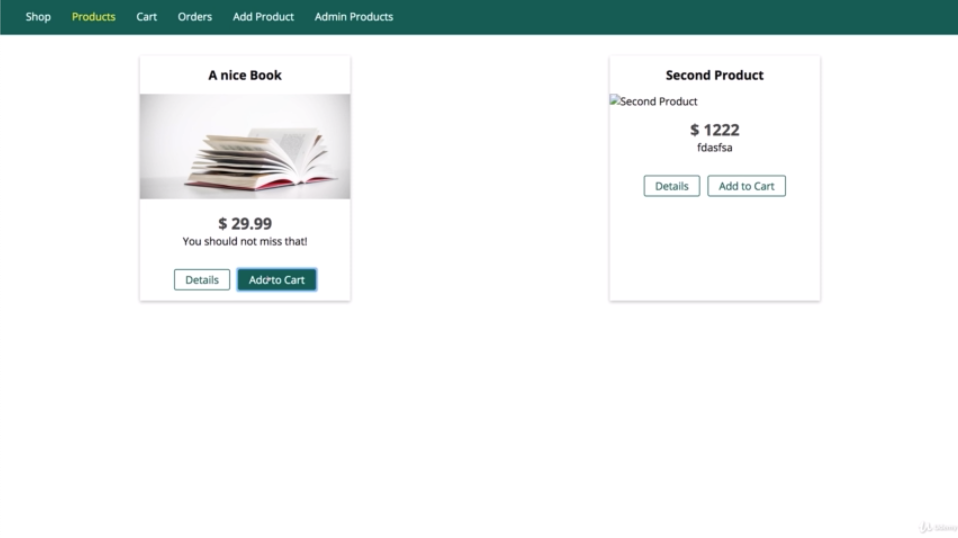 Shop Products Cart Orders Add Product Admin Products
A nice Book
$ 29.99
You should not miss that!
Details Add to Cart
Second Product
Second Product
$ 1222
fdasfsa
Details Add to Cart
Udemy